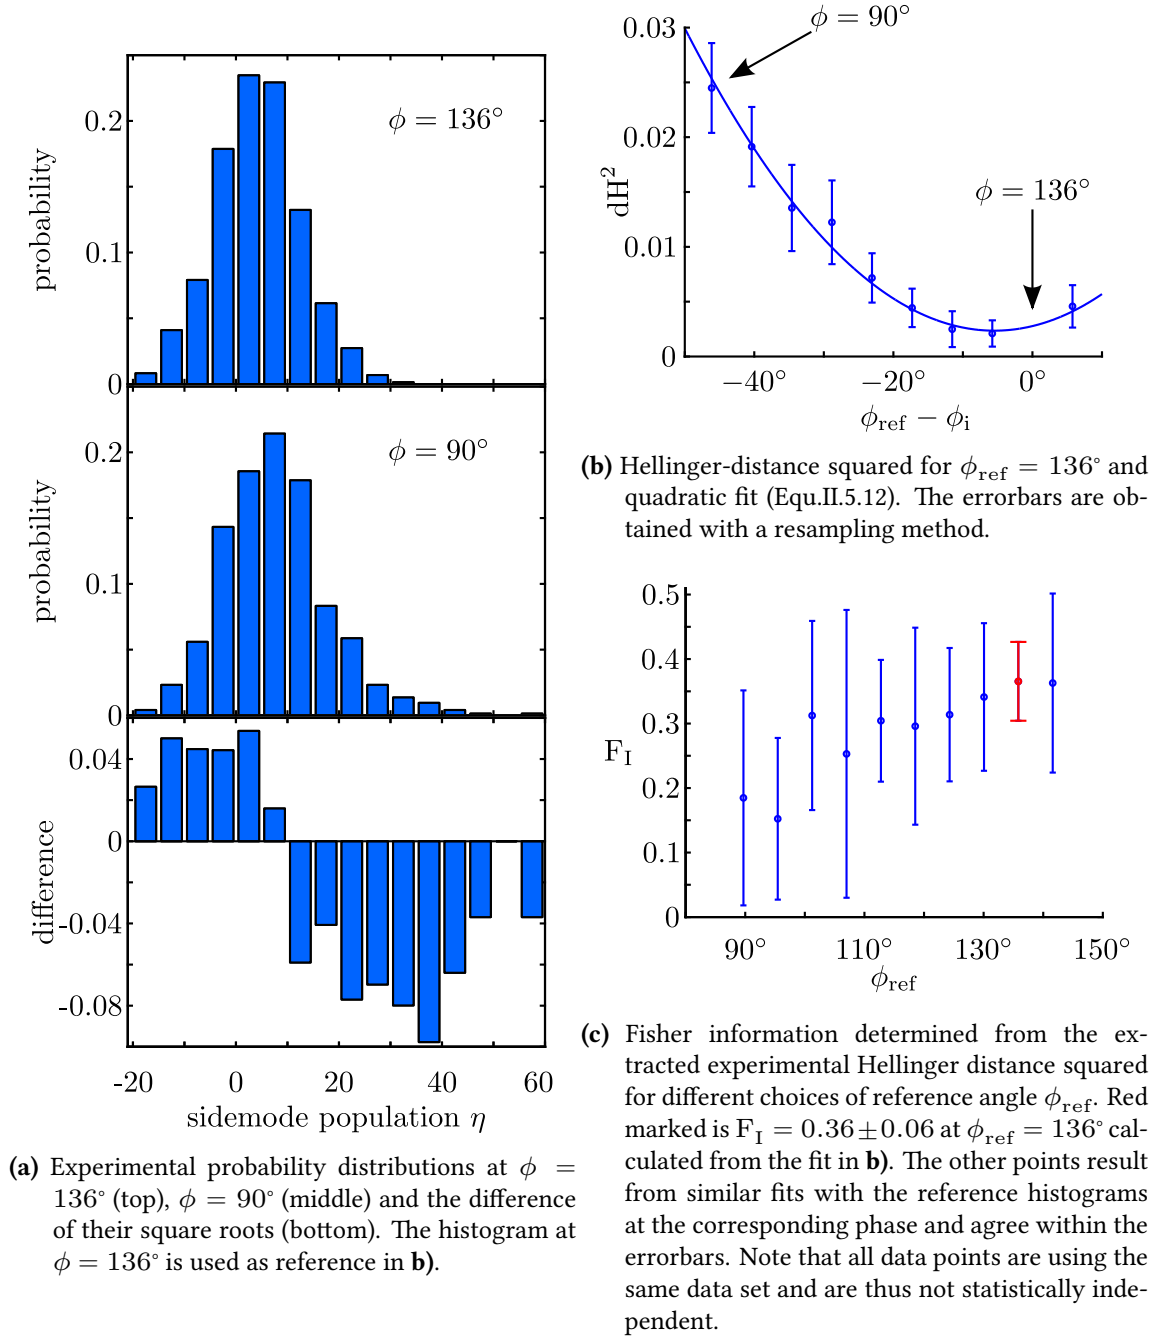 ϕ = 136°
0.2
probability
0.1
0
ϕ = 90°
0.2
probability
0.1
0
0.04
0
difference
-0.04
-0.08
-20 0 20 40 60
sidemode population η
(a) Experimental probability distributions at ϕ =
136° (top), ϕ = 90° (middle) and the difference
of their square roots (bottom). The histogram at
ϕ = 136° is used as reference in b).
ϕ = 90°
0.03
0.02
dH²
ϕ = 136°
0.01
0
−40° −20° 0°
ϕ_ref − ϕ_i
(b) Hellinger-distance squared for ϕ_ref = 136° and
quadratic fit (Equ.II.5.12). The errorbars are ob-
tained with a resampling method.
0.5
0.4
0.3
F_I
0.2
0.1
0
90° 110° 130° 150°
ϕ_ref
(c) Fisher information determined from the ex-
tracted experimental Hellinger distance squared
for different choices of reference angle ϕ_ref. Red
marked is F_I = 0.36±0.06 at ϕ_ref = 136° cal-
culated from the fit in b). The other points result
from similar fits with the reference histograms
at the corresponding phase and agree within the
errorbars. Note that all data points are using the
same data set and are thus not statistically inde-
pendent.